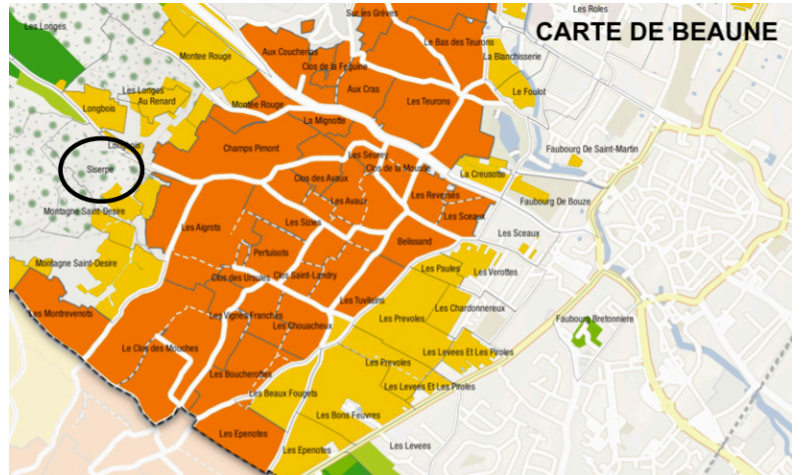 Sur les Grèves
Les Roles
CARTE DE BEAUNE
Les Longes
Le Bas des Teurons
Aux Coucherias
Montee Rouge
Clos de la Feguine
La Blanchisserie
Les Longes
Aux Cras
Le Foulot
Au Renard
Longbois
Montée Rouge
Les Teurons
La Mignotte
Champs Pimont
Les Seurey
Faubourg De Saint-Martin
Siserpe
Clos de la Mousse
La Creusotte
Clos des Avaux
Les Reversés
Les Avaux
Faubourg De Bouze
Montagne Saint-Desire
Les Sceaux
Les Aigrots
Les Sizies
Les Sceaux
Belissand
Pertuisots
Montagne Saint-Desire
Les Paules
Les Verottes
Clos des Ursules
Clos Saint-Landry
Les Tuvilains
Les Chardonnereux
Les Montrevenots
Les Vignes Franches
Les Prevoles
Faubourg Bretonniere
Les Chouacheux
Le Clos des Mouches
Les Levees Et Les Piroles
Les Prevoles
Les Boucherottes
Les Levees Et Les Piroles
Les Beaux Fougets
Les Bons Feuvres
Les Epenotes
Les Epenotes
Les Levees